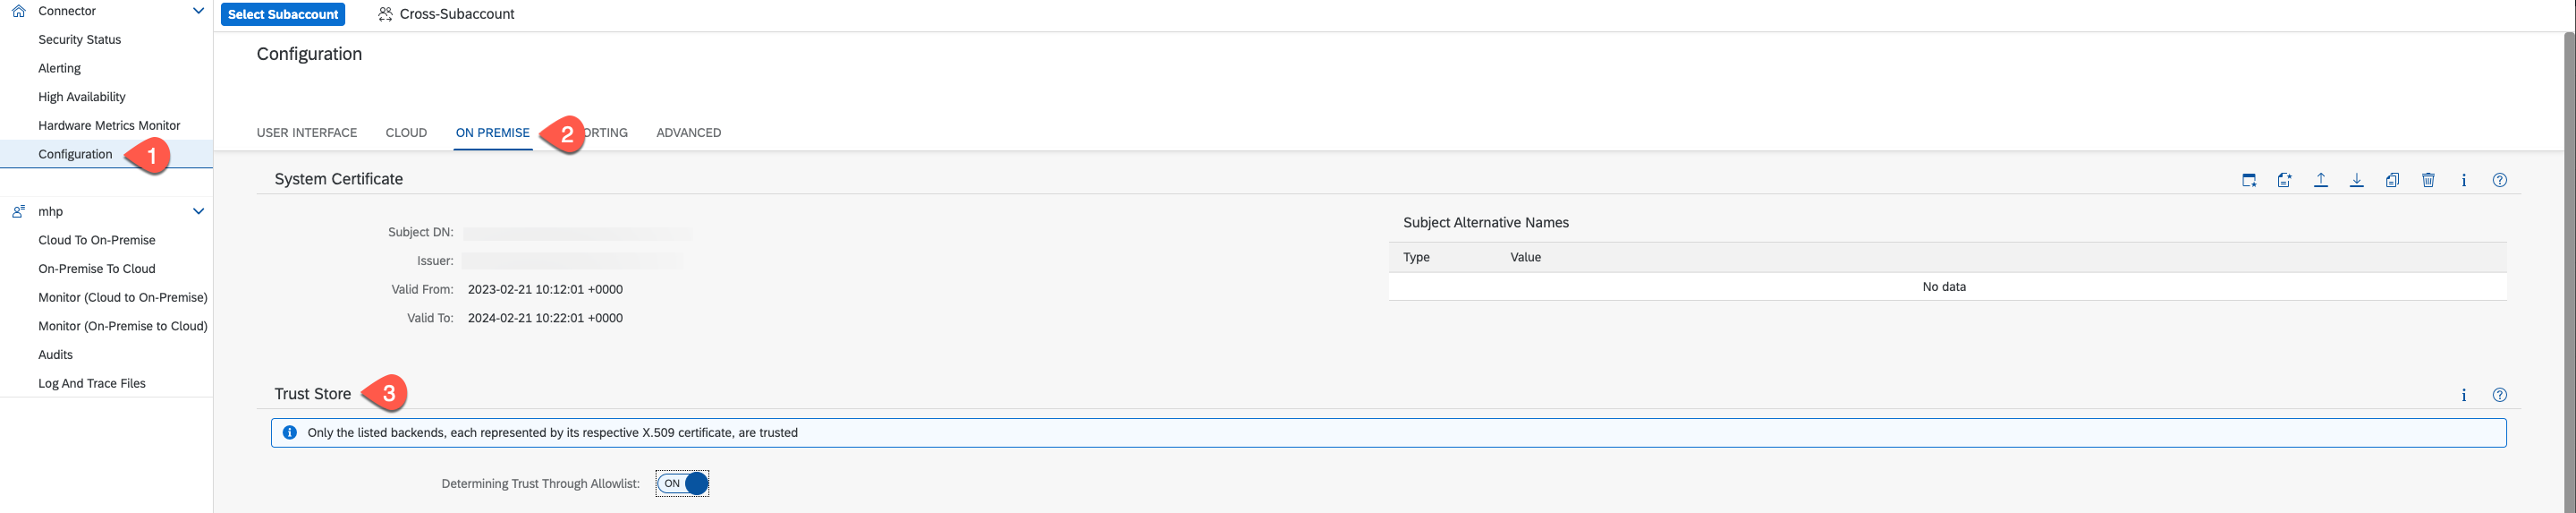 Connector
Security Status
Alerting
High Availability
Hardware Metrics Monitor
Configuration
1
mhp
Cloud To On-Premise
On-Premise To Cloud
Monitor (Cloud to On-Premise)
Monitor (On-Premise to Cloud)
Audits
Log And Trace Files
Select Subaccount Cross-Subaccount
Configuration
USER INTERFACE CLOUD ON PREMISE 2 ORTING ADVANCED
System Certificate
Subject DN:
Issuer:
Valid From: 2023-02-21 10:12:01 +0000
Valid To: 2024-02-21 10:22:01 +0000
Subject Alternative Names
Type Value
No data
Trust Store 3
Only the listed backends, each represented by its respective X.509 certificate, are trusted
Determining Trust Through Allowlist: ON